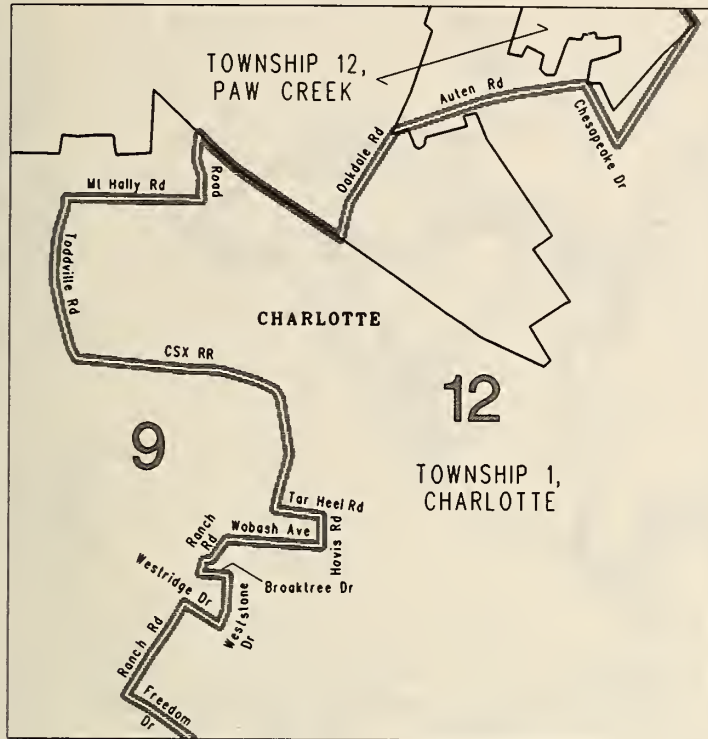 TOWNSHIP 12,
PAW CREEK
Auten Rd
Chesapeake Dr
Oakdale Rd
Road
Mt Holly Rd
Toddville Rd
CHARLOTTE
CSX RR
12
9
TOWNSHIP 1,
CHARLOTTE
Tar Heel Rd
Hovis Rd
Wobash Ave
Ranch
Rd
Brooktree Dr
Westridge Dr
Weststone
Dr
Ranch Rd
Freedom
Dr